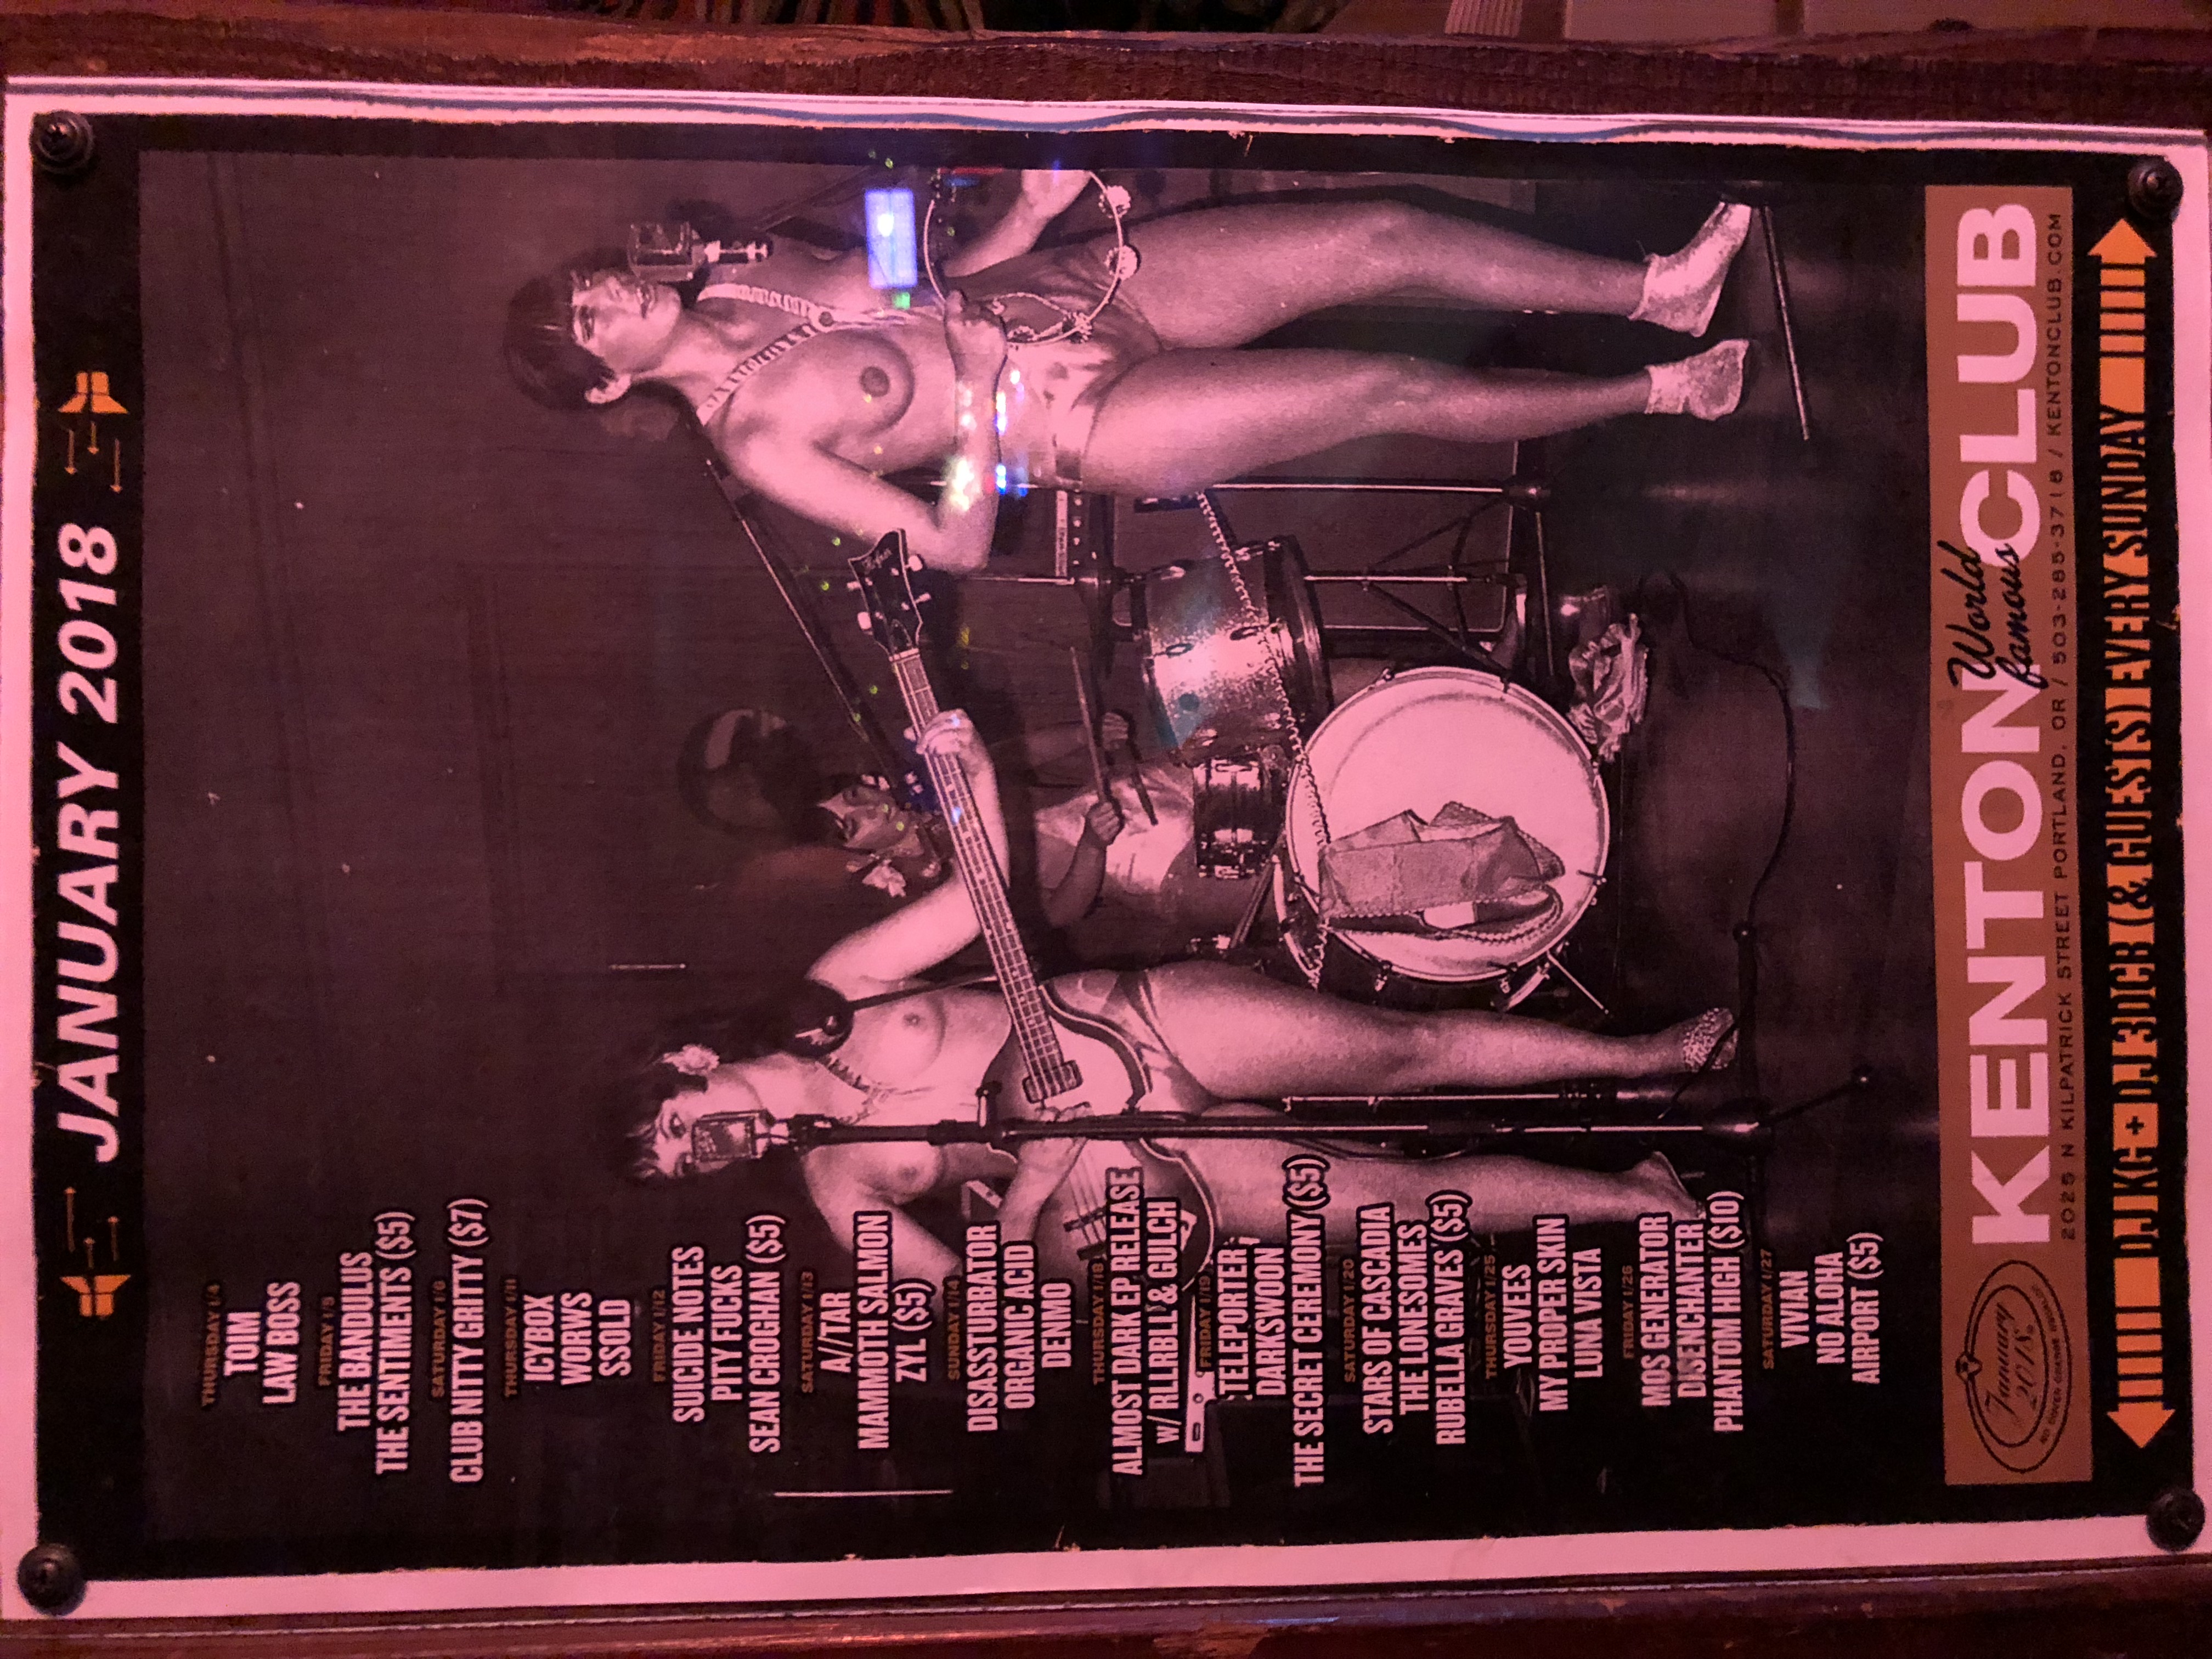 JANUARY 2018
THURSDAY 1/4
TOIM
LAW BOSS
FRIDAY 1/5
THE BANDULUS
THE SENTIMENTS ($5)
SATURDAY 1/6
CLUB NITTY GRITTY ($7)
THURSDAY 1/11
ICYBOX
WORWS
SSOLD
FRIDAY 1/12
SUICIDE NOTES
PITY FUCKS
SEAN CROGHAN ($5)
SATURDAY 1/13
A//TAR
MAMMOTH SALMON
ZYL ($5)
SUNDAY 1/14
DISASSTURBATOR
ORGANIC ACID
DENMO
THURSDAY 1/18
ALMOST DARK EP RELEASE
w/ RLLRBLL & GULCH
FRIDAY 1/19
TELEPORTER
DARKSWOON
THE SECRET CEREMONY ($5)
SATURDAY 1/20
STARS OF CASCADIA
THE LONESOMES
RUBELLA GRAVES ($5)
THURSDAY 1/25
YOUVEES
MY PROPER SKIN
LUNA VISTA
FRIDAY 1/26
MOS GENERATOR
DISENCHANTER
PHANTOM HIGH ($10)
SATURDAY 1/27
VIVIAN
NO ALOHA
AIRPORT ($5)
January
2018
NO COVER CHARGE
KENTON World famous CLUB
2025 N KILPATRICK STREET PORTLAND, OR / 503-285-3718 / KENTONCLUB.COM
DJ KG + DJ 3DCB (& GUESTS) EVERY SUNDAY